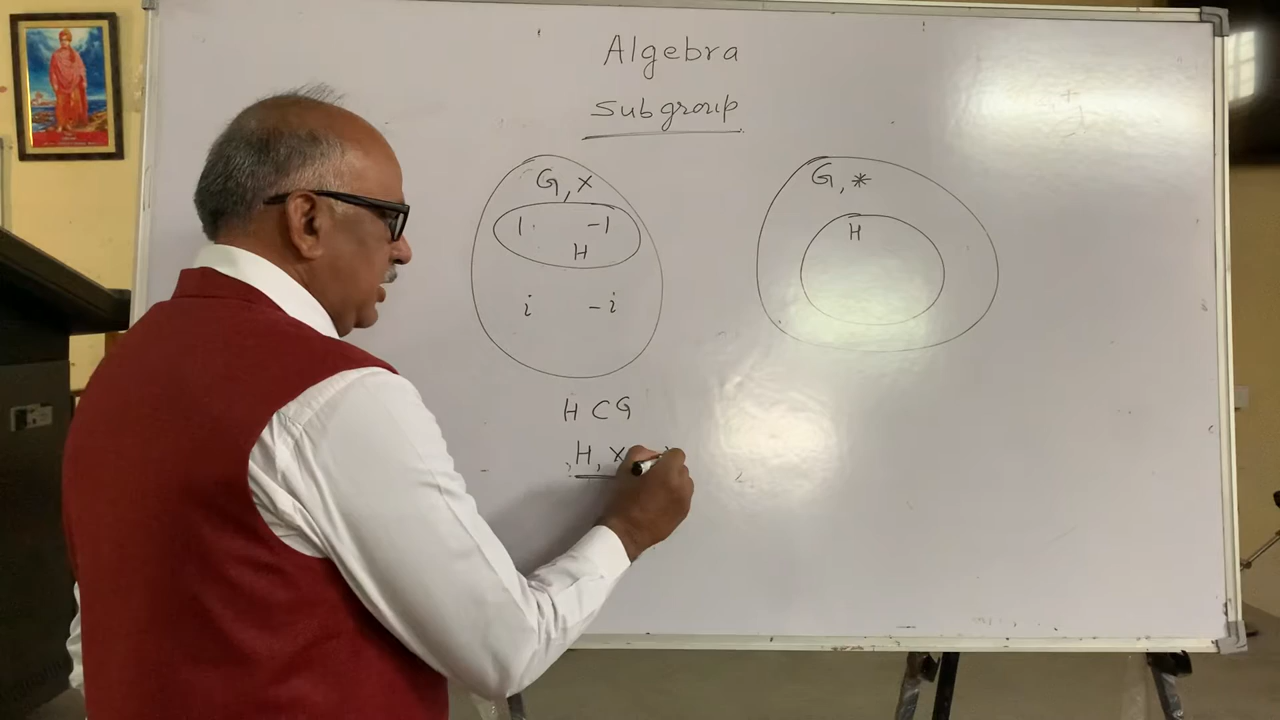 Algebra
Subgroup
G, ×
1. -1
H
i -i
G, *
H
H ⊂ G
H, ×